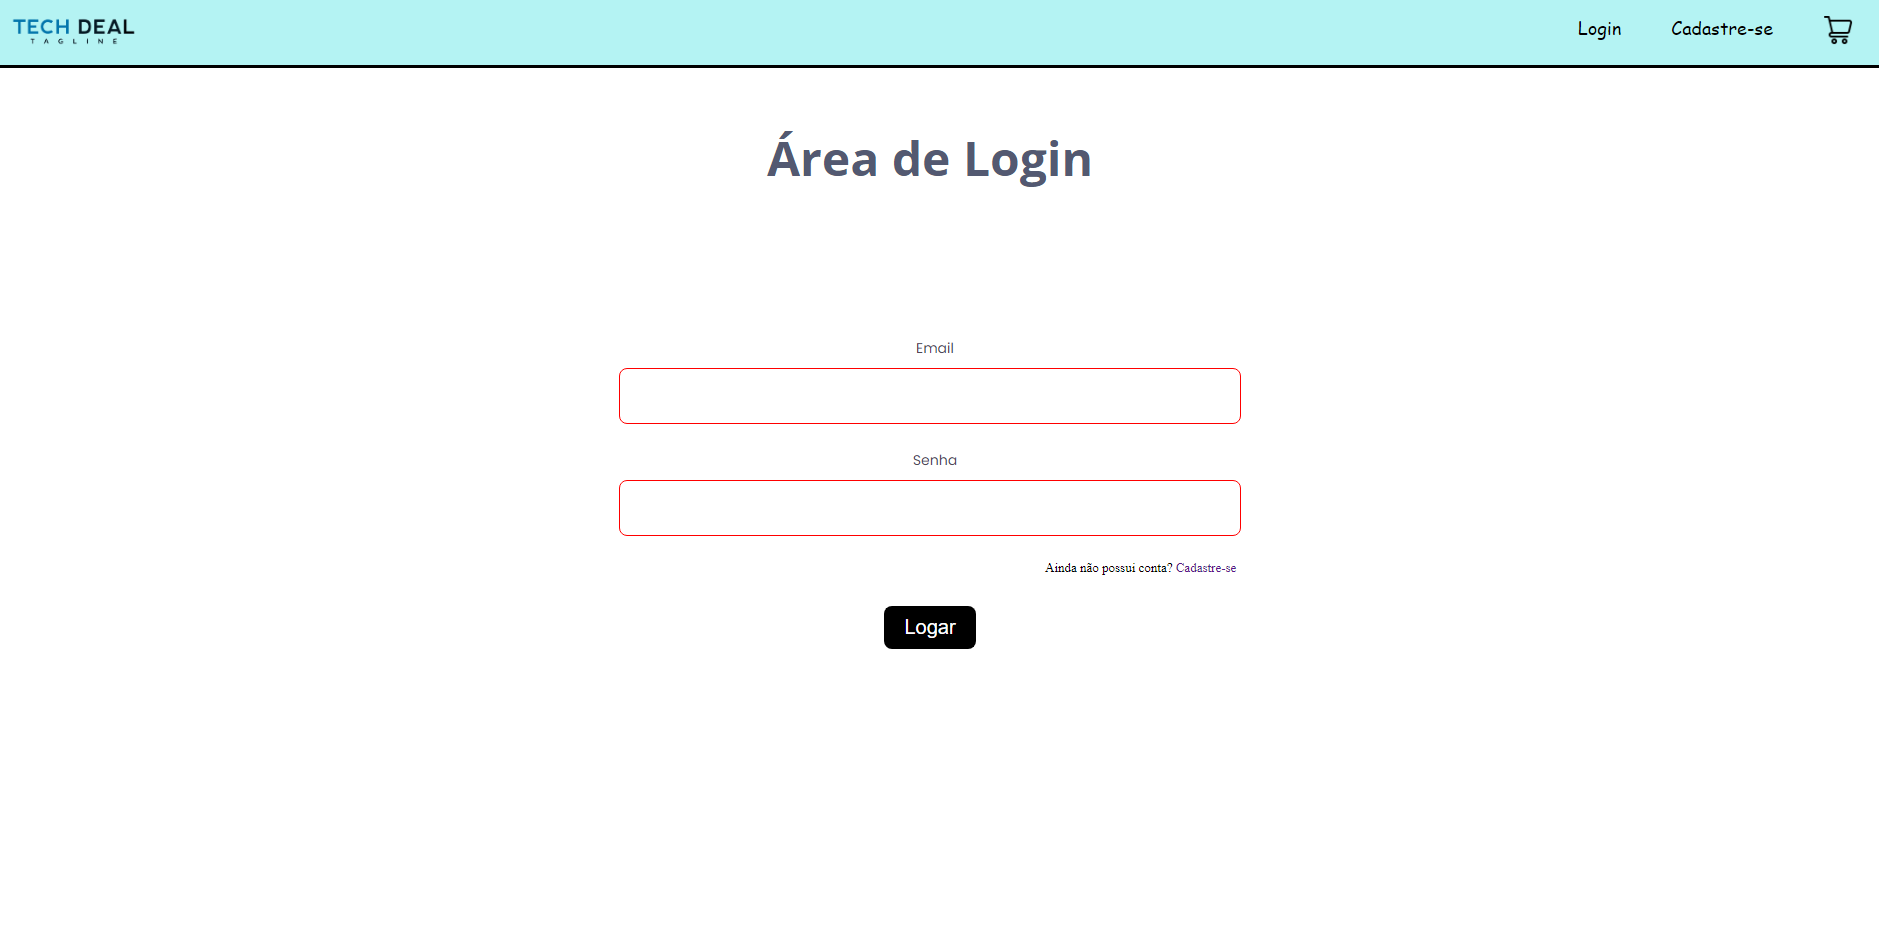 TECH DEAL
TAGLINE
Login
Cadastre-se
Área de Login
Email
Senha
Ainda não possui conta? Cadastre-se
Logar